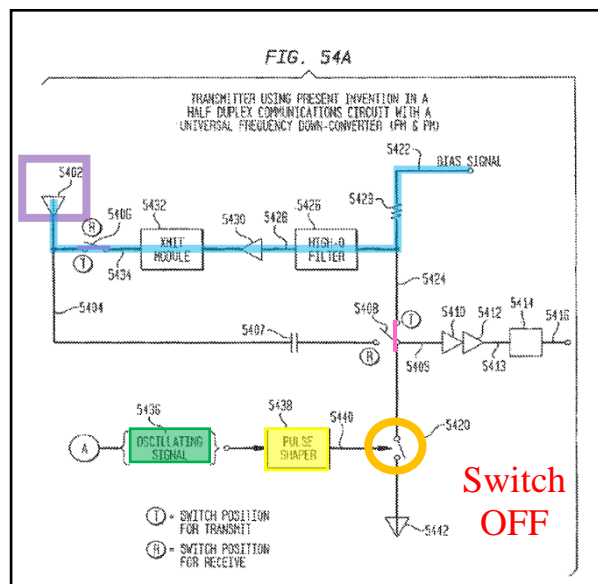 FIG. 54A
TRANSMITTER USING PRESENT INVENTION IN A
HALF DUPLEX COMMUNICATIONS CIRCUIT WITH A
UNIVERSAL FREQUENCY DOWN-CONVERTER (FM & PM)
5422
BIAS SIGNAL
5402
5406
R
T
5434
5432
XMIT
MODULE
5430
5428
5426
HIGH-Q
FILTER
5423
5424
5404
5407
5408
T
R
5409
5410
5412
5413
5414
5416
A
5436
OSCILLATING
SIGNAL
5438
PULSE
SHAPER
5440
5420
5442
Switch
OFF
T = SWITCH POSITION
FOR TRANSMIT
R = SWITCH POSITION
FOR RECEIVE